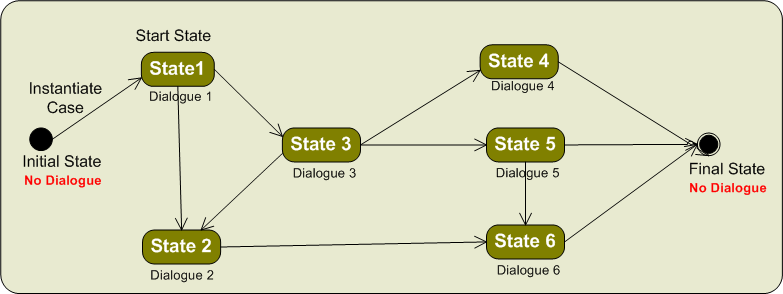 Start State
State1
Dialogue 1
Instantiate
Case
Initial State
No Dialogue
State 2
Dialogue 2
State 3
Dialogue 3
State 4
Dialogue 4
State 5
Dialogue 5
State 6
Dialogue 6
Final State
No Dialogue